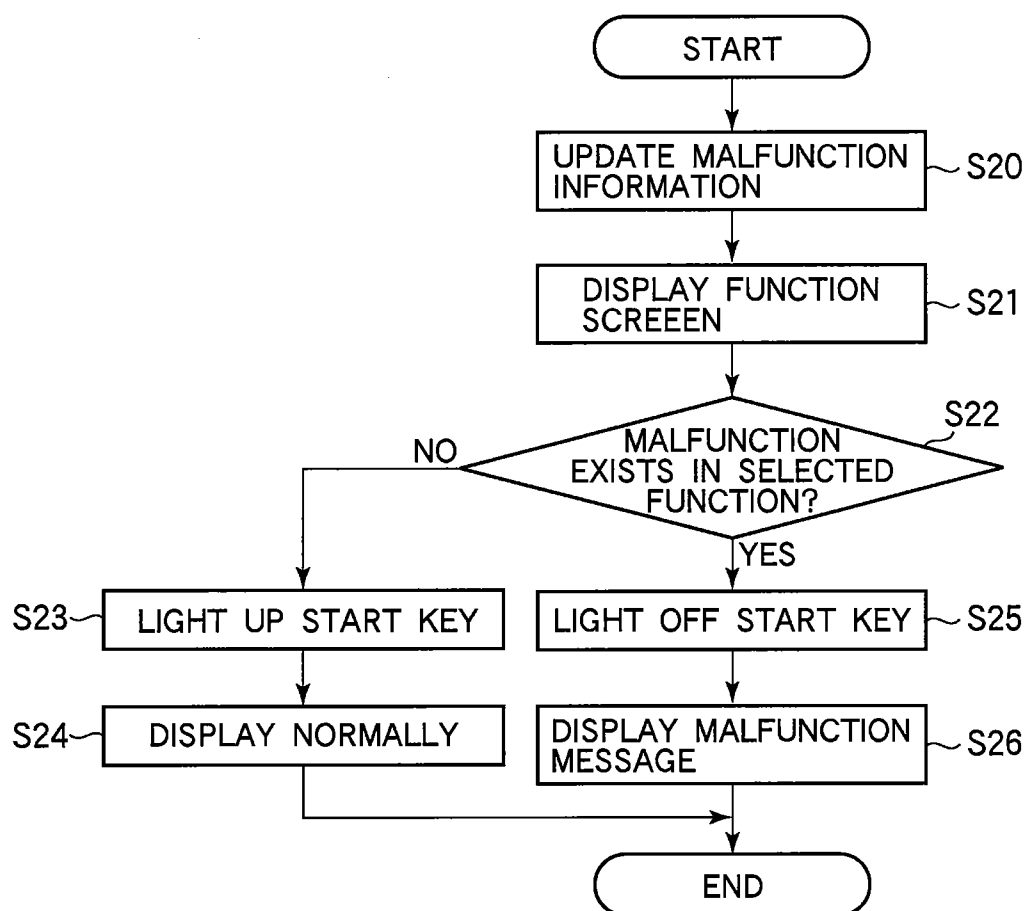 START
UPDATE MALFUNCTION
INFORMATION
S20
DISPLAY FUNCTION
SCREEEN
S21
S22
MALFUNCTION
EXISTS IN SELECTED
FUNCTION?
NO
YES
S23
LIGHT UP START KEY
LIGHT OFF START KEY
S25
S24
DISPLAY NORMALLY
DISPLAY MALFUNCTION
MESSAGE
S26
END